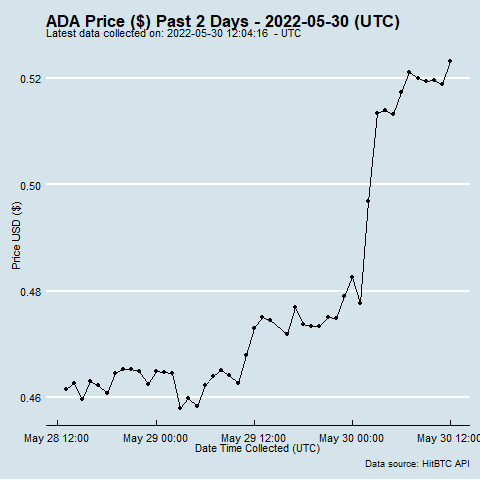 ADA Price ($) Past 2 Days - 2022-05-30 (UTC)
Latest data collected on: 2022-05-30 12:04:16 - UTC
0.52
0.50
0.48
0.46
Price USD ($)
May 28 12:00 May 29 00:00 May 29 12:00 May 30 00:00 May 30 12:00
Date Time Collected (UTC)
Data source: HitBTC API